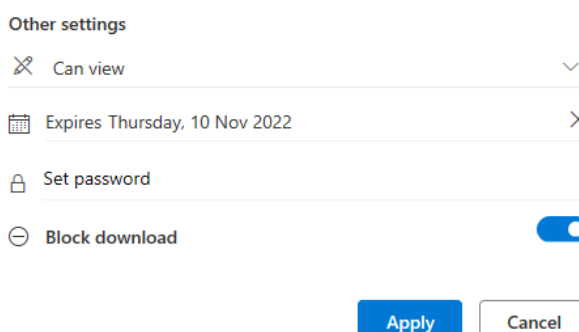 Other settings
Can view
Expires Thursday, 10 Nov 2022
Set password
Block download
Apply
Cancel